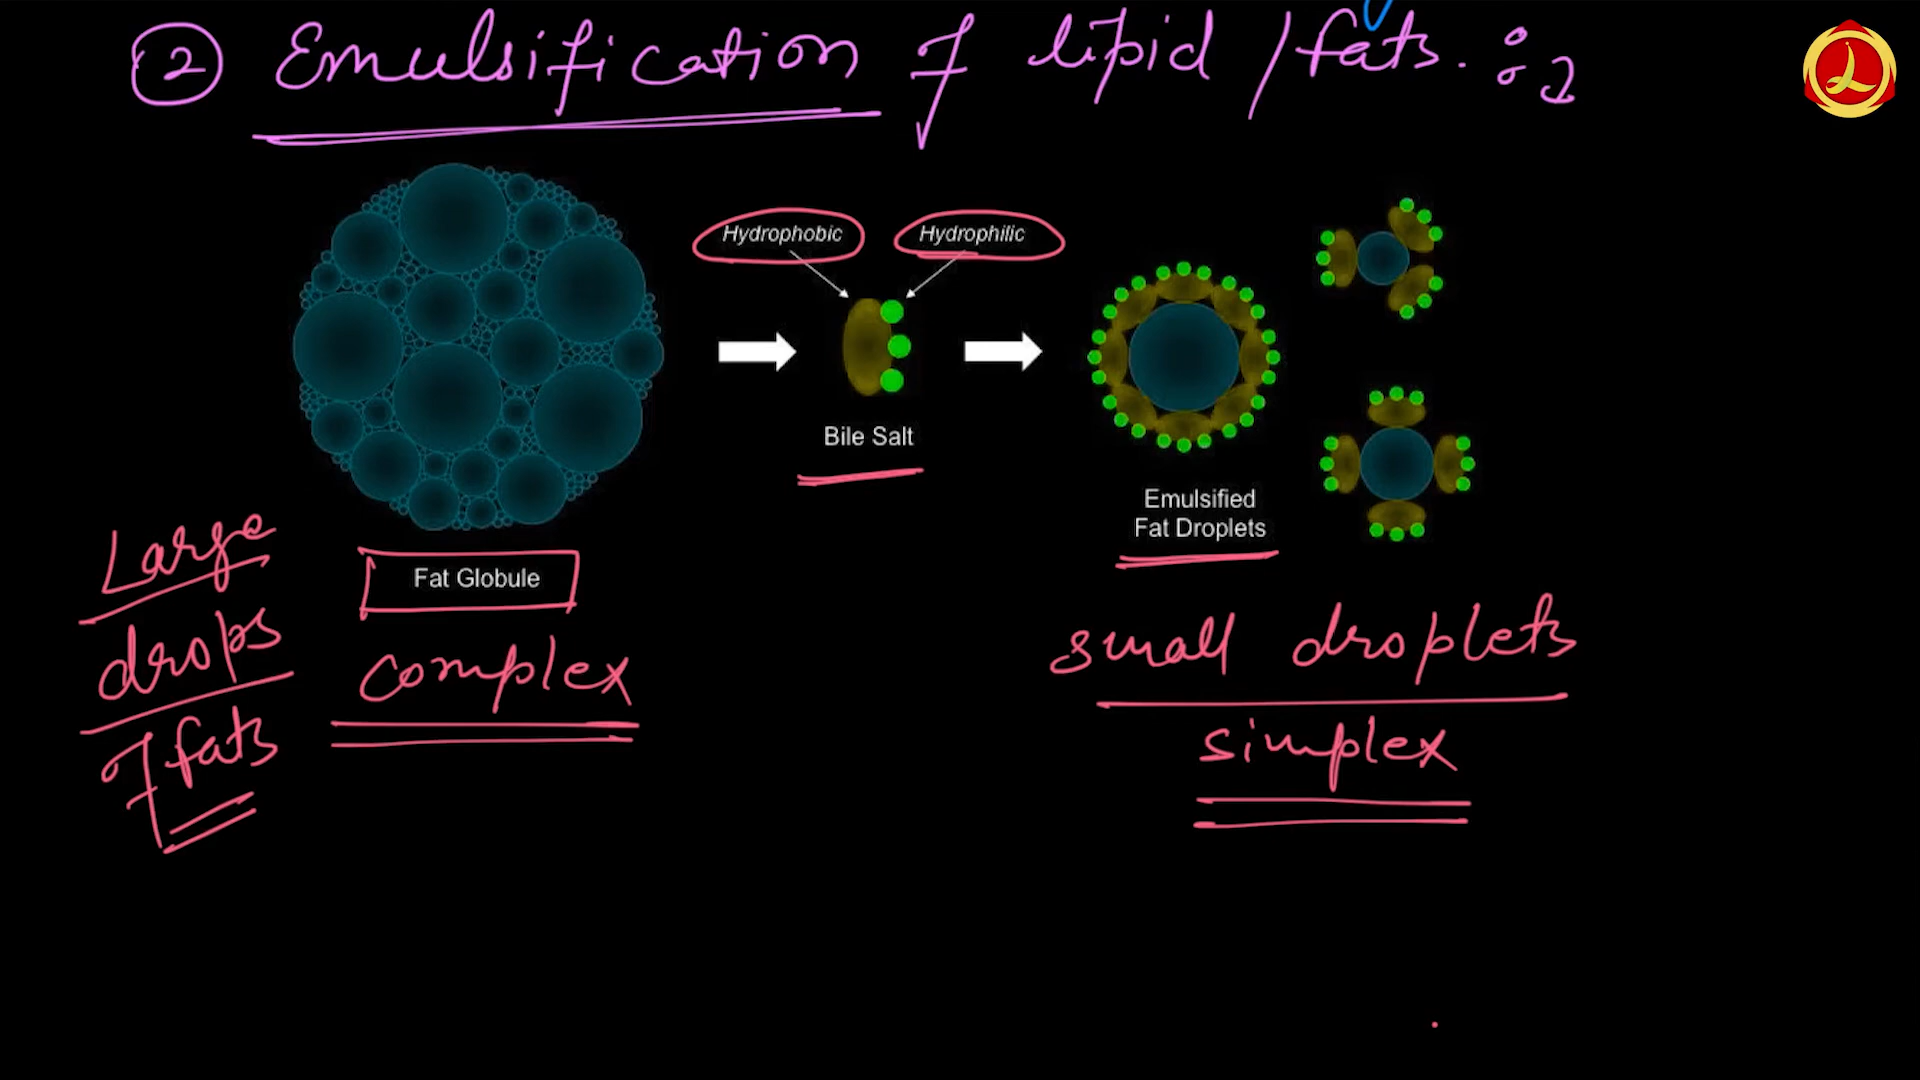 ② Emulsification of lipid / fats. :-
Hydrophobic Hydrophilic
Bile Salt
Emulsified
Fat Droplets
Large
drops
of fats
Fat Globule
complex
small droplets
simplex